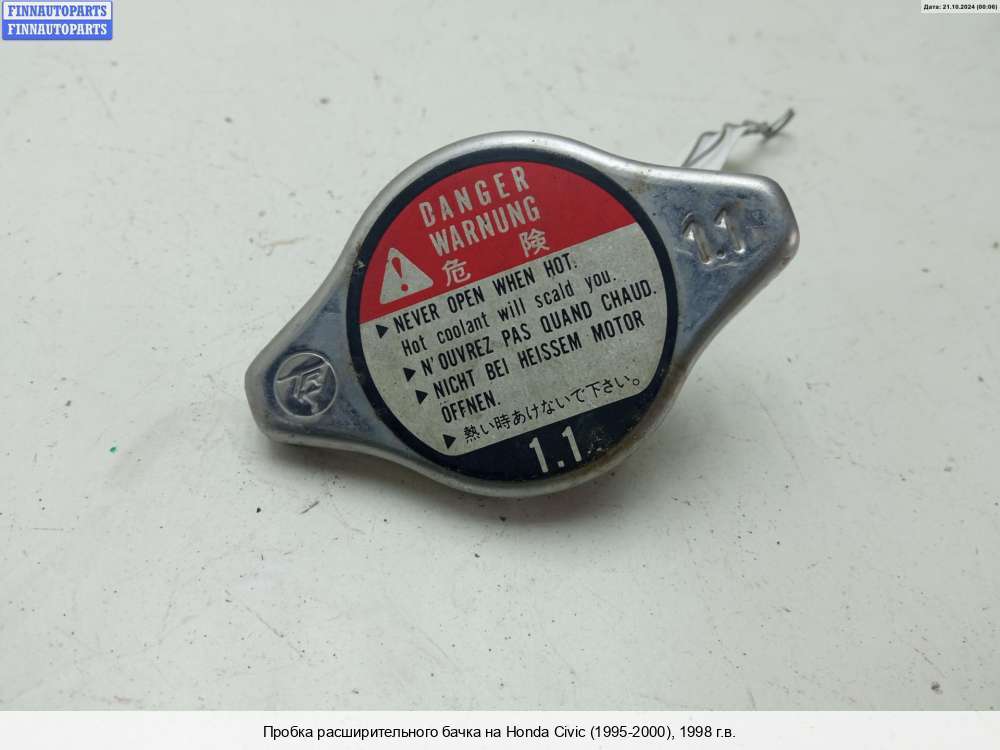 FINNAUTOPARTS
FINNAUTOPARTS
Дата: 21.10.2024 (00:06)
DANGER
WARNUNG
危 険
1.1
▶ NEVER OPEN WHEN HOT.
Hot coolant will scald you.
▶ N'OUVREZ PAS QUAND CHAUD.
▶ NICHT BEI HEISSEM MOTOR
ÖFFNEN.
▶ 熱い時あけないで下さい。
1.1
Пробка расширительного бачка на Honda Civic (1995-2000), 1998 г.в.